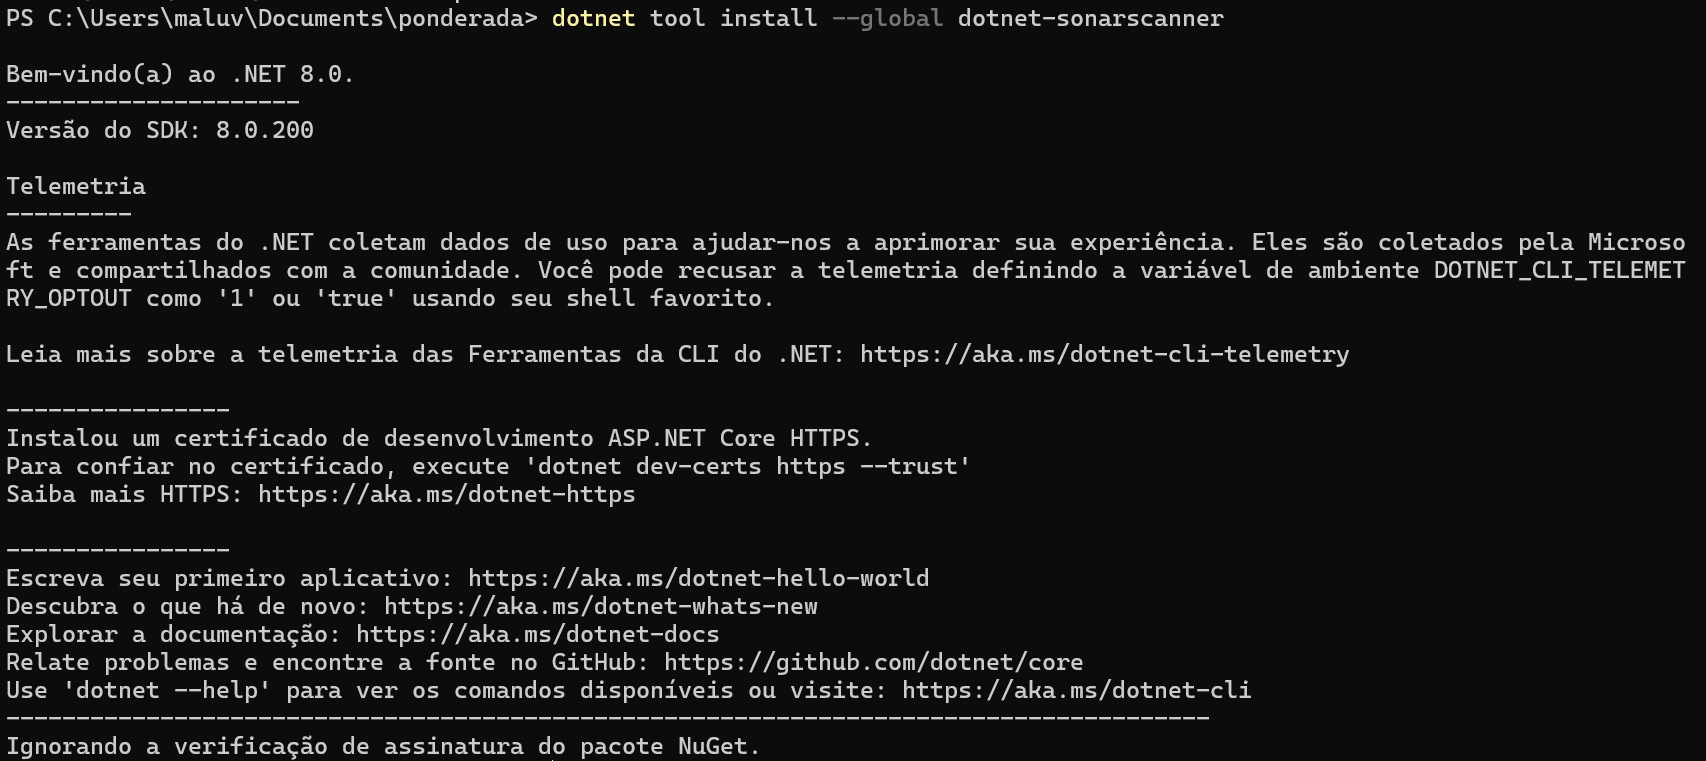 PS C:\Users\maluv\Documents\ponderada> dotnet tool install --global dotnet-sonarscanner
Bem-vindo(a) ao .NET 8.0.
---------------------
Versão do SDK: 8.0.200
Telemetria
---------
As ferramentas do .NET coletam dados de uso para ajudar-nos a aprimorar sua experiência. Eles são coletados pela Microso
ft e compartilhados com a comunidade. Você pode recusar a telemetria definindo a variável de ambiente DOTNET_CLI_TELEMET
RY_OPTOUT como '1' ou 'true' usando seu shell favorito.
Leia mais sobre a telemetria das Ferramentas da CLI do .NET: https://aka.ms/dotnet-cli-telemetry
----------------
Instalou um certificado de desenvolvimento ASP.NET Core HTTPS.
Para confiar no certificado, execute 'dotnet dev-certs https --trust'
Saiba mais HTTPS: https://aka.ms/dotnet-https
----------------
Escreva seu primeiro aplicativo: https://aka.ms/dotnet-hello-world
Descubra o que há de novo: https://aka.ms/dotnet-whats-new
Explorar a documentação: https://aka.ms/dotnet-docs
Relate problemas e encontre a fonte no GitHub: https://github.com/dotnet/core
Use 'dotnet --help' para ver os comandos disponíveis ou visite: https://aka.ms/dotnet-cli
--------------------------------------------------------------------------------------
Ignorando a verificação de assinatura do pacote NuGet.